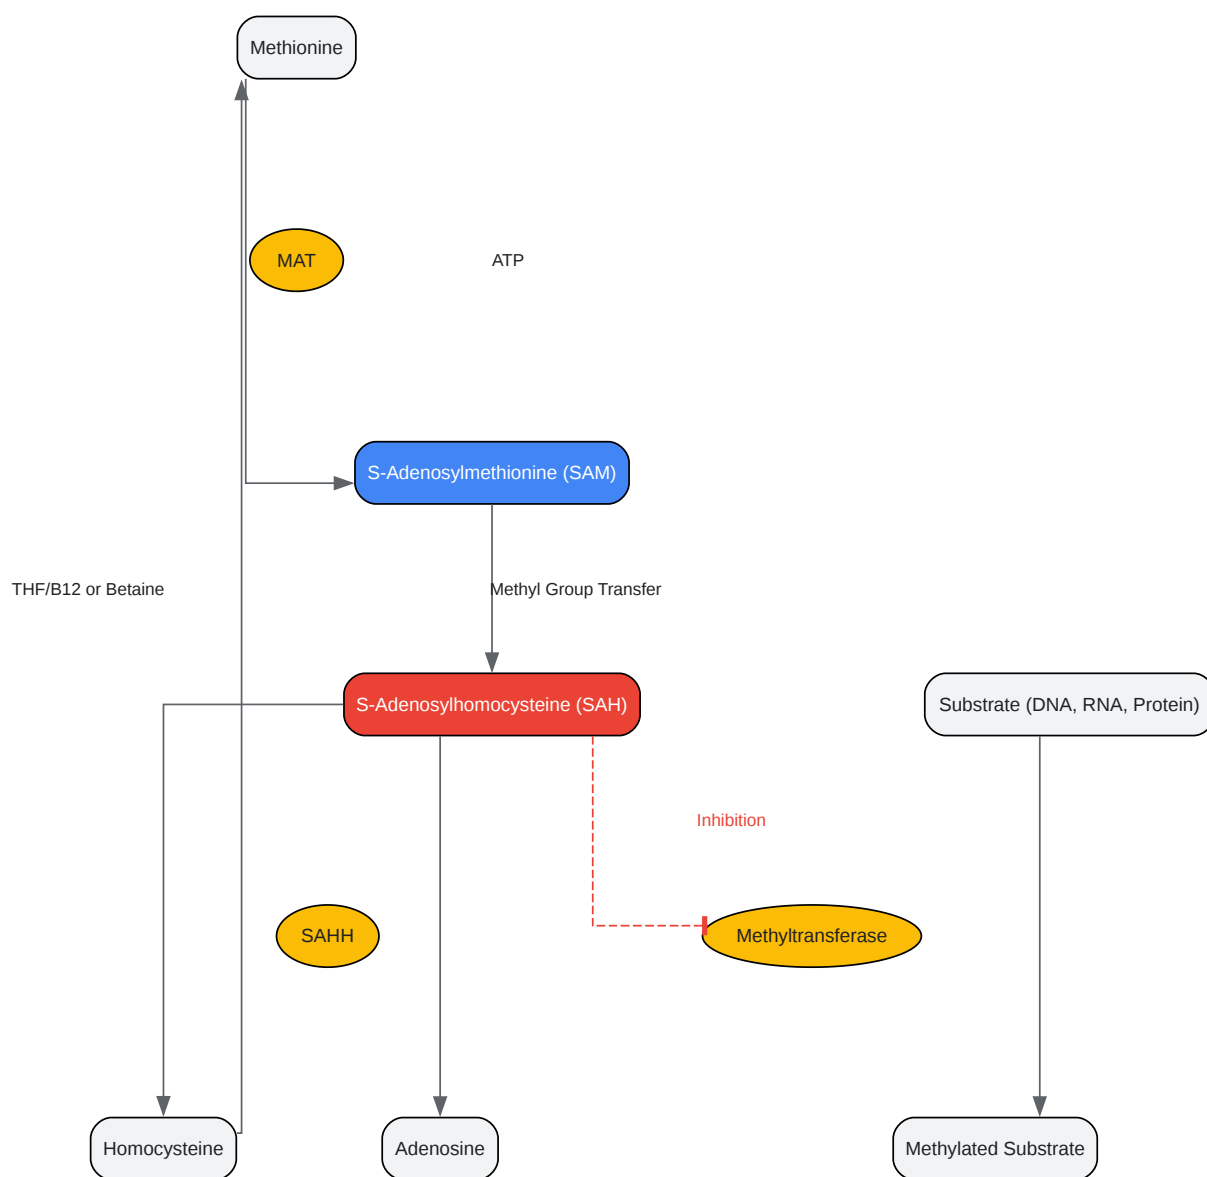 Methionine
MAT
ATP
S-Adenosylmethionine (SAM)
THF/B12 or Betaine
Methyl Group Transfer
S-Adenosylhomocysteine (SAH)
Substrate (DNA, RNA, Protein)
Inhibition
SAHH
Methyltransferase
Homocysteine
Adenosine
Methylated Substrate